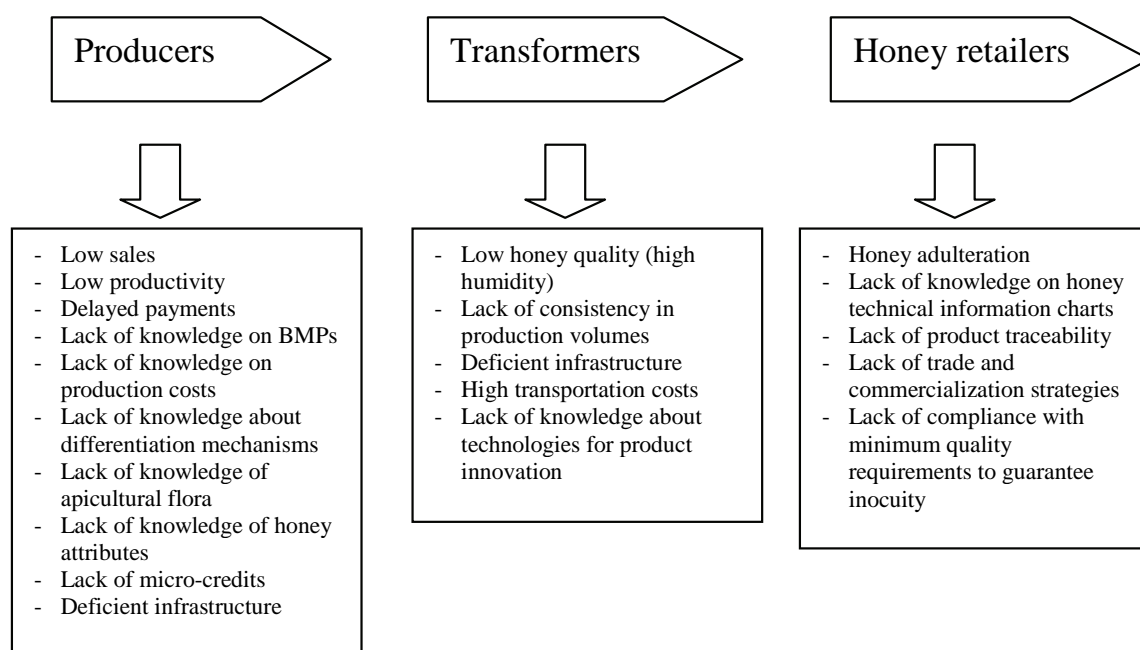 Producers
Transformers
Honey retailers
- Low sales
- Low productivity
- Delayed payments
- Lack of knowledge on BMPs
- Lack of knowledge on
production costs
- Lack of knowledge about
differentiation mechanisms
- Lack of knowledge of
apicultural flora
- Lack of knowledge of honey
attributes
- Lack of micro-credits
- Deficient infrastructure
- Low honey quality (high
humidity)
- Lack of consistency in
production volumes
- Deficient infrastructure
- High transportation costs
- Lack of knowledge about
technologies for product
innovation
- Honey adulteration
- Lack of knowledge on honey
technical information charts
- Lack of product traceability
- Lack of trade and
commercialization strategies
- Lack of compliance with
minimum quality
requirements to guarantee
inocuity